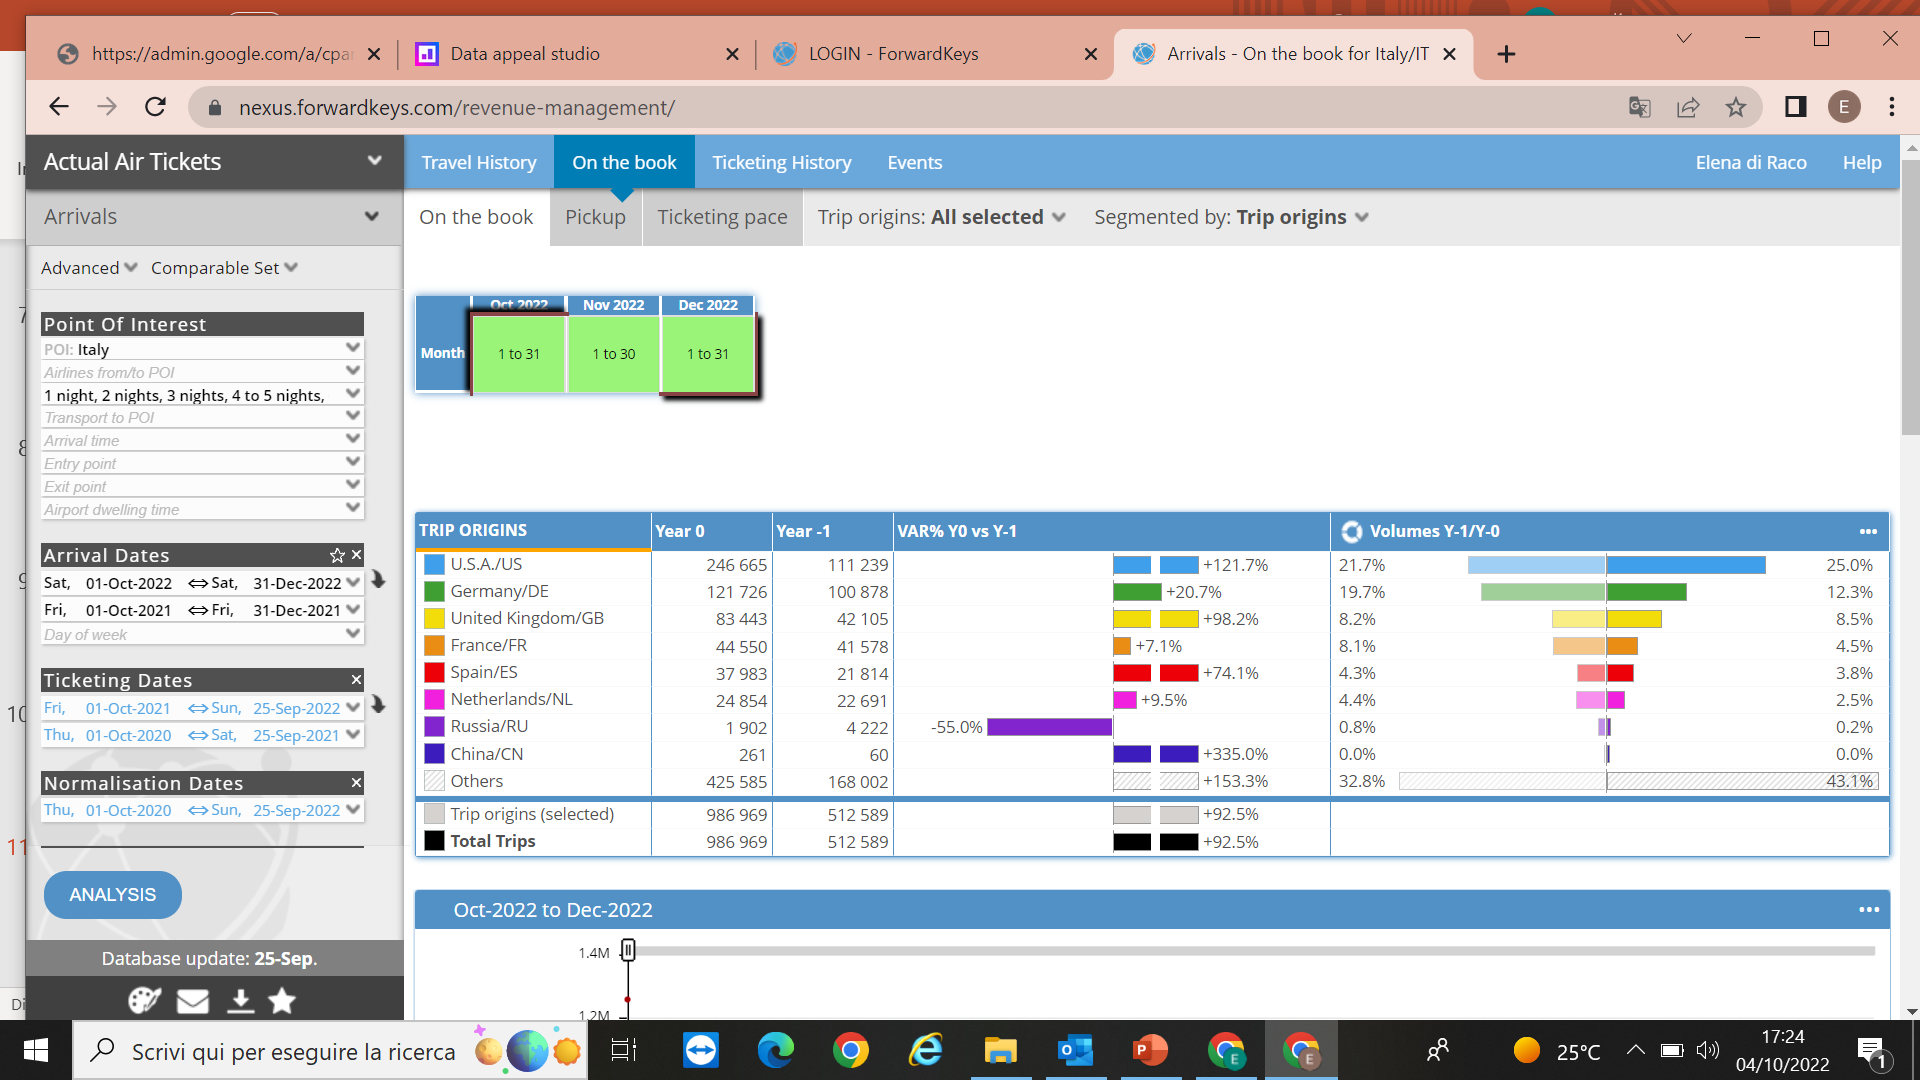 https://admin.google.com/a/cpar
Data appeal studio
LOGIN - ForwardKeys
Arrivals - On the book for Italy/IT
nexus.forwardkeys.com/revenue-management/
E
Actual Air Tickets
Travel History
On the book
Ticketing History
Events
Elena di Raco
Help
Arrivals
On the book
Pickup
Ticketing pace
Trip origins: All selected
Segmented by: Trip origins
Advanced
Comparable Set
Oct 2022 Nov 2022 Dec 2022
Month 1 to 31 1 to 30 1 to 31
Point Of Interest
POI: Italy
Airlines from/to POI
1 night, 2 nights, 3 nights, 4 to 5 nights,
Transport to POI
Arrival time
Entry point
Exit point
Airport dwelling time
Arrival Dates
Sat, 01-Oct-2022 ⇔ Sat, 31-Dec-2022
Fri, 01-Oct-2021 ⇔ Fri, 31-Dec-2021
Day of week
Ticketing Dates
Fri, 01-Oct-2021 ⇔ Sun, 25-Sep-2022
Thu, 01-Oct-2020 ⇔ Sat, 25-Sep-2021
Normalisation Dates
Thu, 01-Oct-2020 ⇔ Sun, 25-Sep-2022
ANALYSIS
Database update: 25-Sep.
TRIP ORIGINS Year 0 Year -1 VAR% Y0 vs Y-1 Volumes Y-1/Y-0
U.S.A./US 246 665 111 239 +121.7% 21.7% 25.0%
Germany/DE 121 726 100 878 +20.7% 19.7% 12.3%
United Kingdom/GB 83 443 42 105 +98.2% 8.2% 8.5%
France/FR 44 550 41 578 +7.1% 8.1% 4.5%
Spain/ES 37 983 21 814 +74.1% 4.3% 3.8%
Netherlands/NL 24 854 22 691 +9.5% 4.4% 2.5%
Russia/RU 1 902 4 222 -55.0% 0.8% 0.2%
China/CN 261 60 +335.0% 0.0% 0.0%
Others 425 585 168 002 +153.3% 32.8% 43.1%
Trip origins (selected) 986 969 512 589 +92.5%
Total Trips 986 969 512 589 +92.5%
Oct-2022 to Dec-2022
1.4M
1.2M
10
11
Scrivi qui per eseguire la ricerca
25°C
17:24
04/10/2022
1